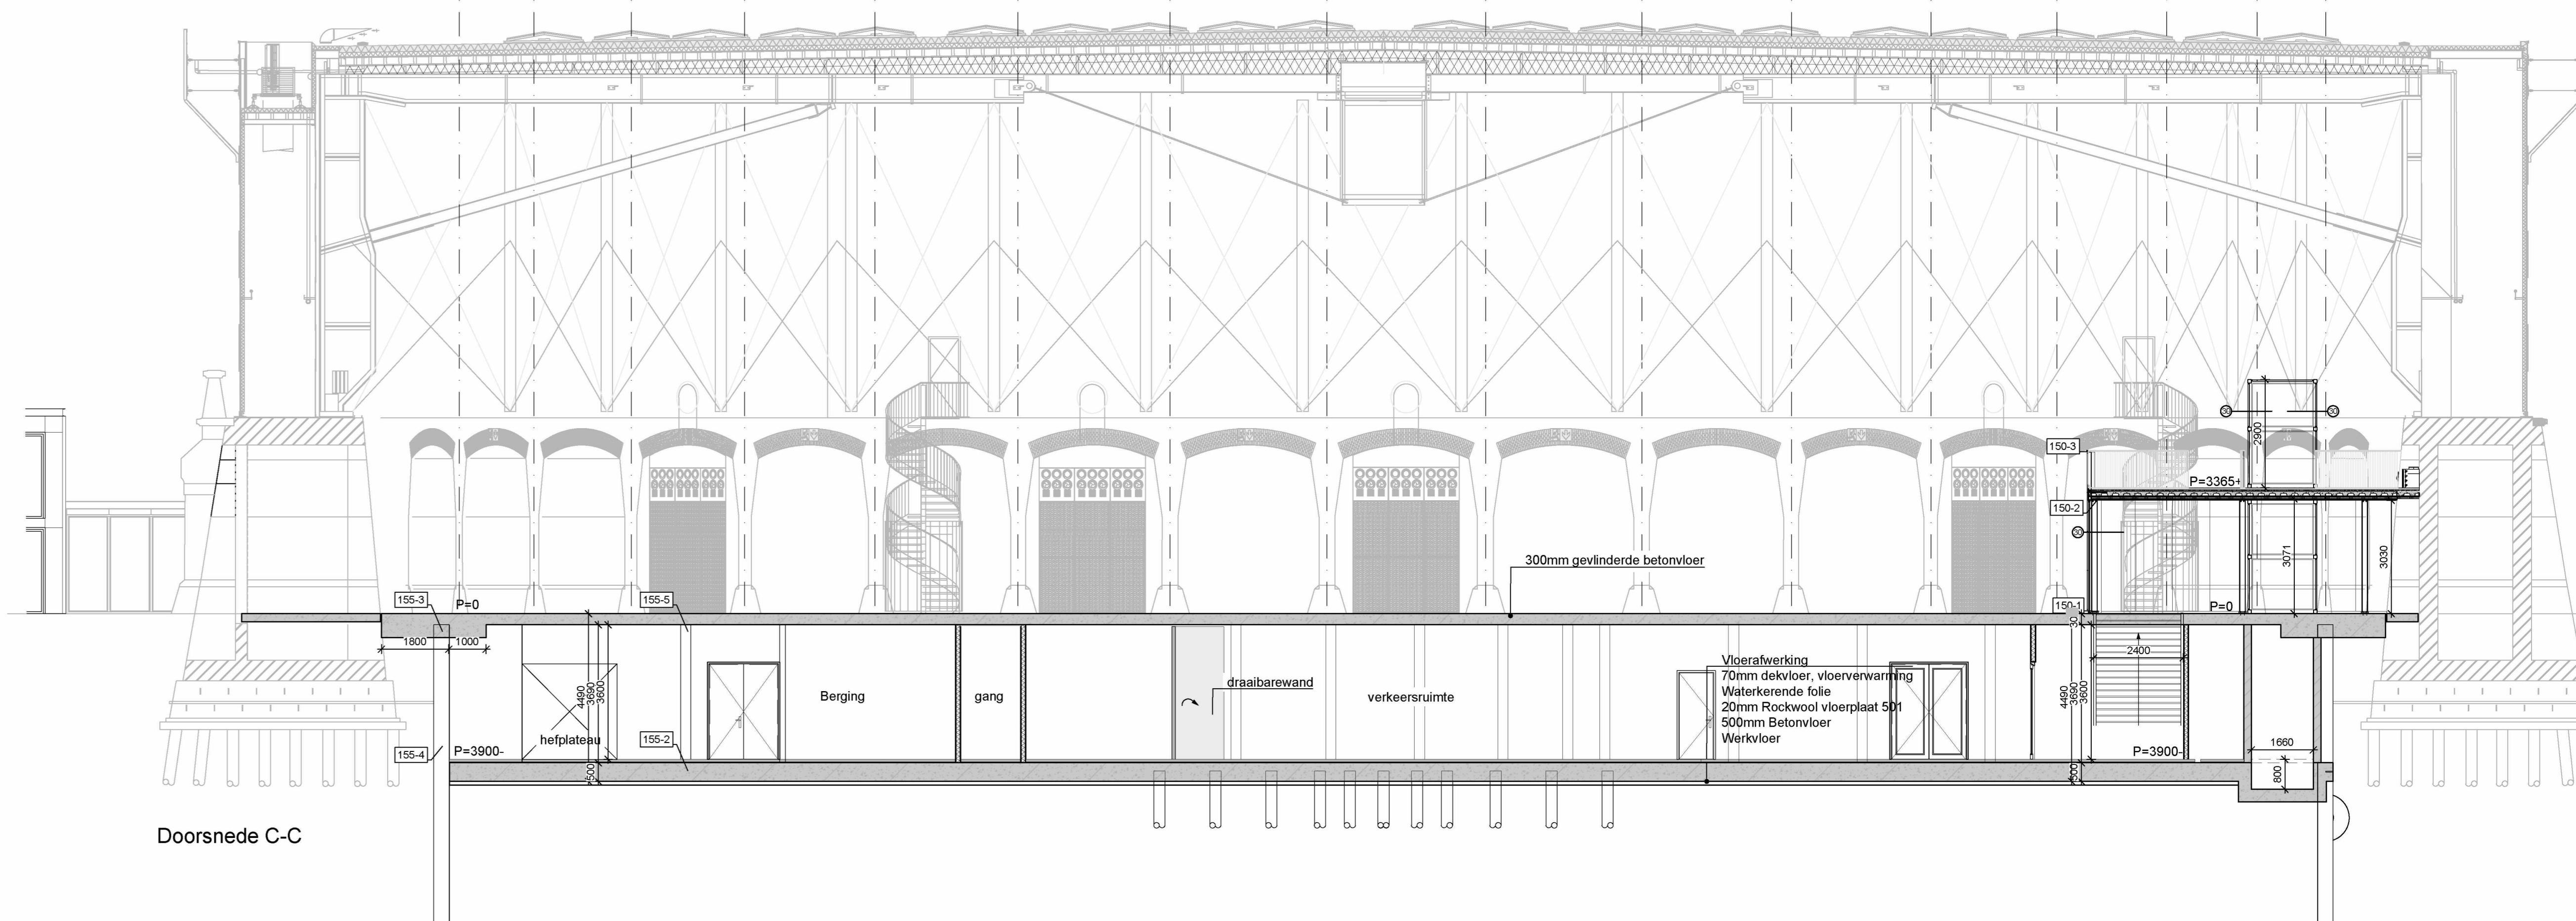 150-3
2900
30
30
P=3365+
150-2
30
3071
3030
300mm gevlinderde betonvloer
155-3
P=0
155-5
150-1
P=0
30
1800
1000
2400
4490
3690
3600
Berging
gang
draaibarewand
verkeersruimte
Vloerafwerking
70mm dekvloer, vloerverwarming
Waterkerende folie
20mm Rockwool vloerplaat 501
500mm Betonvloer
Werkvloer
4490
3690
3600
hefplateau
155-4
P=3900-
155-2
P=3900-
1660
500
500
800
Doorsnede C-C